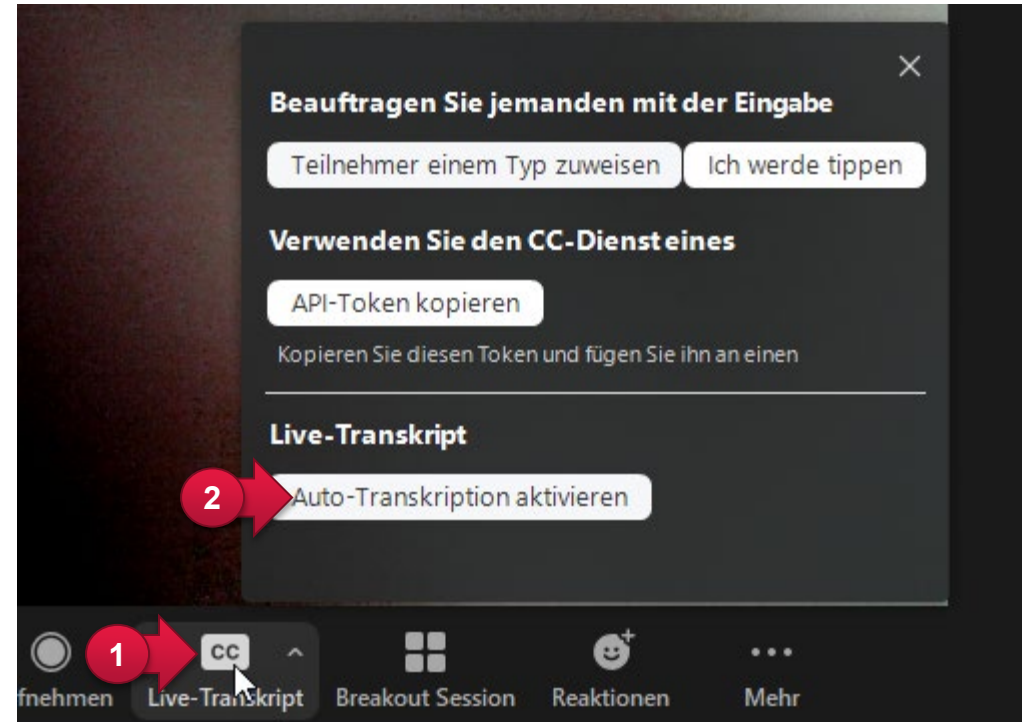 Beauftragen Sie jemanden mit der Eingabe
Teilnehmer einem Typ zuweisen Ich werde tippen
Verwenden Sie den CC-Dienst eines
API-Token kopieren
Kopieren Sie diesen Token und fügen Sie ihn an einen
Live-Transkript
2 Auto-Transkription aktivieren
1 CC
fnehmen Live-Transkript Breakout Session Reaktionen Mehr